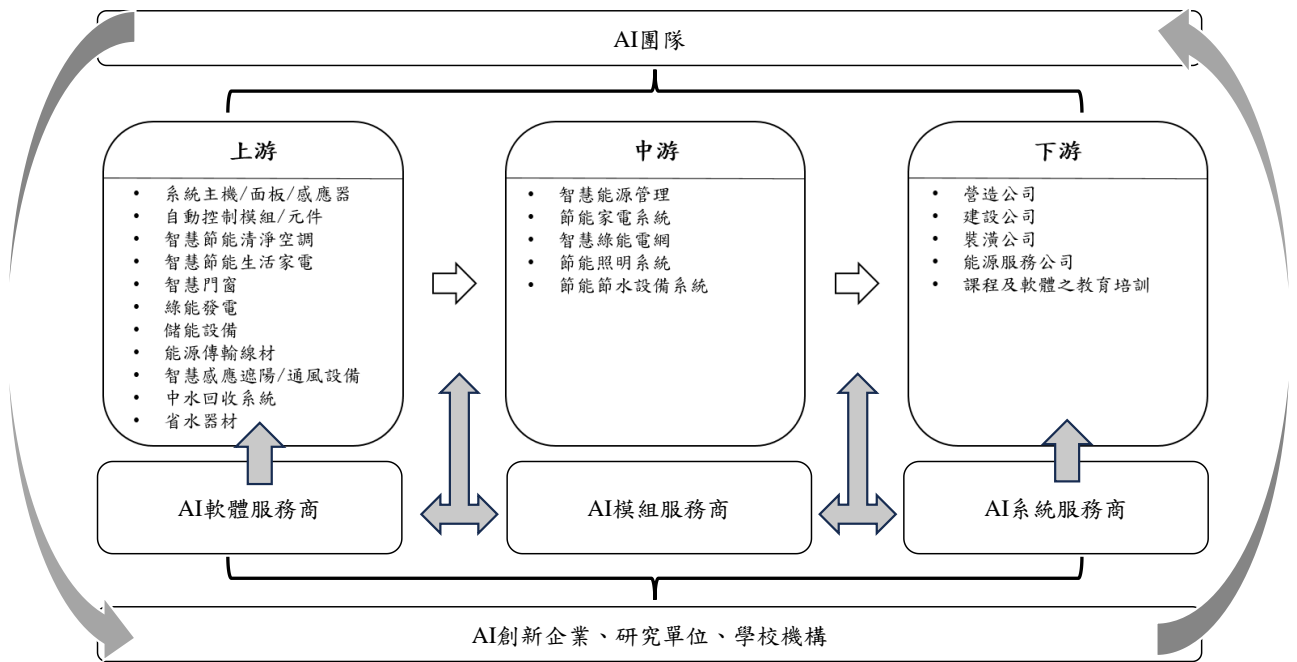 AI團隊
上游
• 系統主機/面板/感應器
• 自動控制模組/元件
• 智慧節能清淨空調
• 智慧節能生活家電
• 智慧門窗
• 綠能發電
• 儲能設備
• 能源傳輸線材
• 智慧感應遮陽/通風設備
• 中水回收系統
• 省水器材
中游
• 智慧能源管理
• 節能家電系統
• 智慧綠能電網
• 節能照明系統
• 節能節水設備系統
下游
• 營造公司
• 建設公司
• 裝潢公司
• 能源服務公司
• 課程及軟體之教育培訓
AI軟體服務商
AI模組服務商
AI系統服務商
AI創新企業、研究單位、學校機構